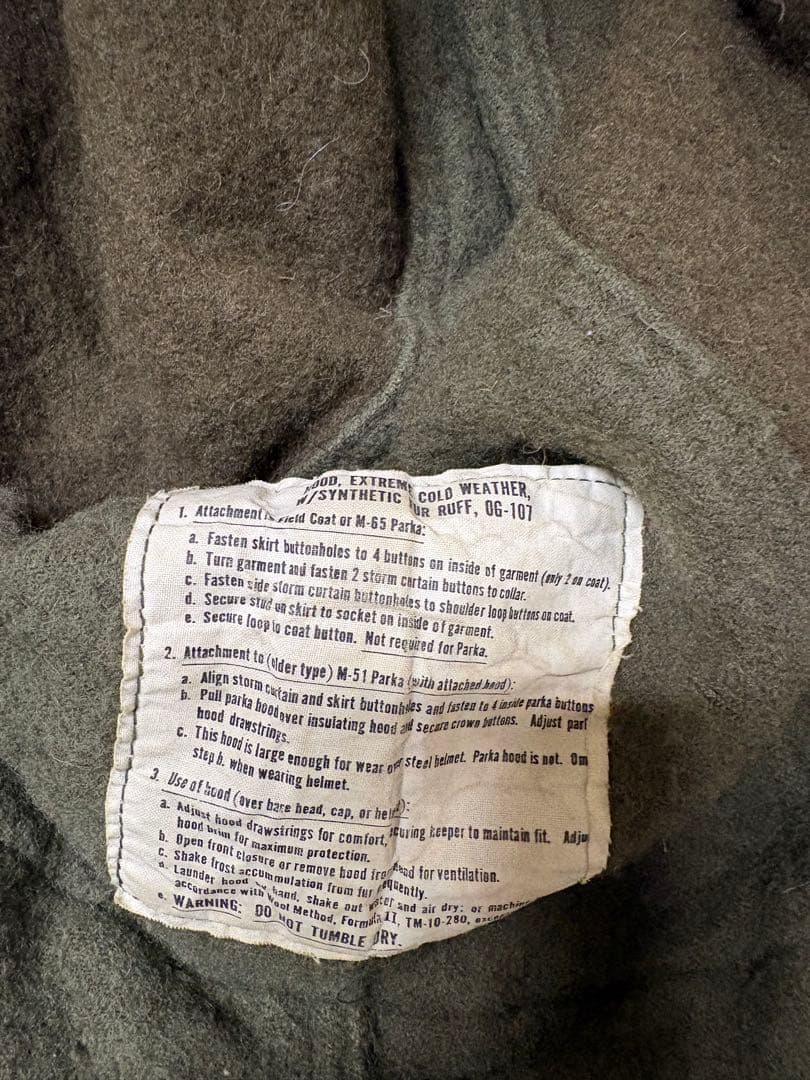 HOOD, EXTREME COLD WEATHER,
W/SYNTHETIC FUR RUFF, OG-107
1. Attachment Field Coat or M-65 Parka:
a. Fasten skirt buttonholes to 4 buttons on inside of garment (only 2 on coat).
b. Turn garment and fasten 2 storm curtain buttons to collar.
c. Fasten side storm curtain buttonholes to shoulder loop buttons on coat.
d. Secure stud on skirt to socket on inside of garment.
e. Secure loop to coat button. Not required for Parka.
2. Attachment to (older type) M-51 Parka (with attached hood):
a. Align storm curtain and skirt buttonholes and fasten to 4 inside parka buttons
b. Pull parka hood over insulating hood and secure crown buttons. Adjust
hood drawstrings.
c. This hood is large enough for wear over steel helmet. Parka hood is not. Om
step b. when wearing helmet.
3. Use of hood (over bare head, cap, or helmet):
a. Adjust hood drawstrings for comfort, securing keeper to maintain fit. Adju
hood brim for maximum protection.
b. Open front closure or remove hood from head for ventilation.
c. Shake frost accummulation from fur frequently.
d. Launder hood by hand, shake out water and air dry: or machin
accordance with Wool Method, Formula II, TM-10-280,
e. WARNING: DO NOT TUMBLE DRY.